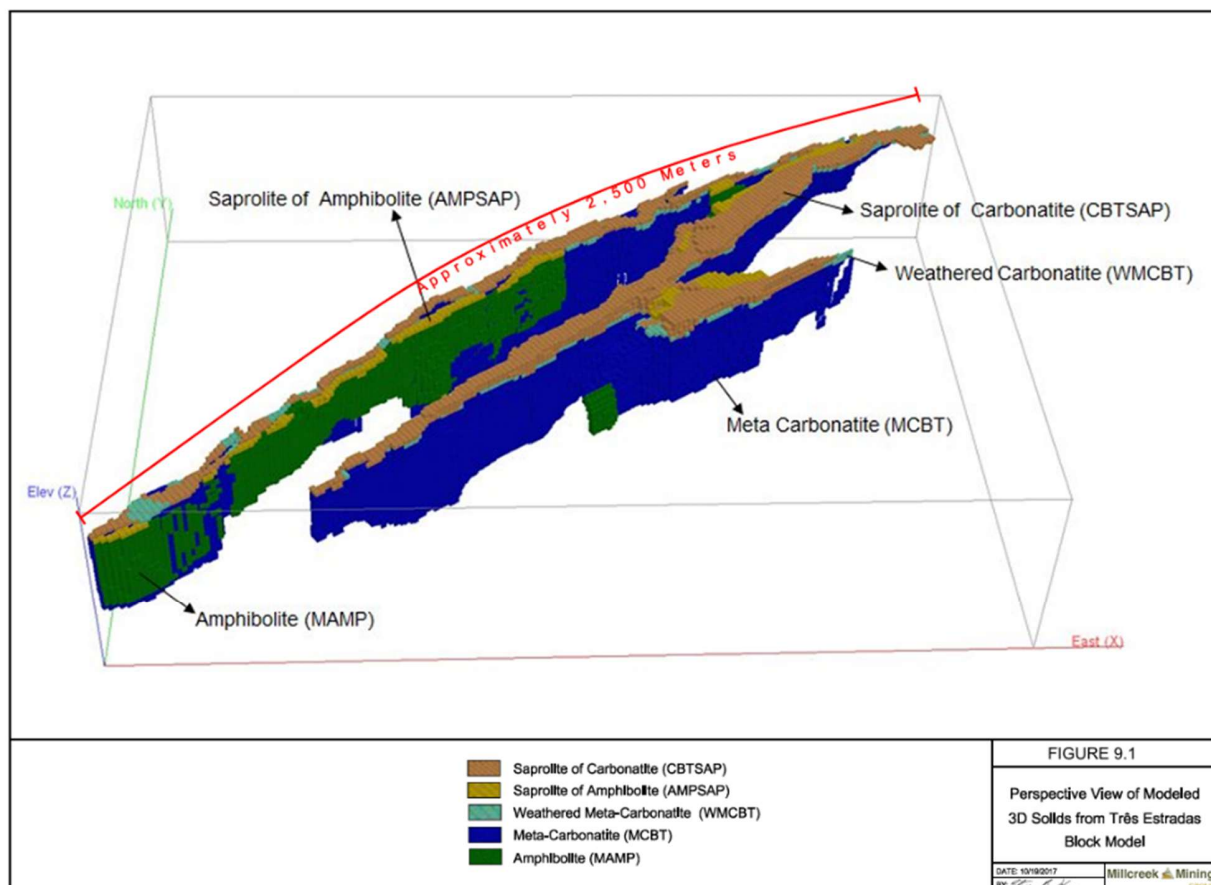 North (Y)
Saprolite of Amphibolite (AMPSAP)
Approximately 2,500 Meters
Saprolite of Carbonatite (CBTSAP)
Weathered Carbonatite (WMCBT)
Meta Carbonatite (MCBT)
Elev (Z)
Amphibolite (MAMP)
East (X)
Saprolite of Carbonatite (CBTSAP)
Saprolite of Amphibolite (AMPSAP)
Weathered Meta-Carbonatite (WMCBT)
Meta-Carbonatite (MCBT)
Amphibolite (MAMP)
FIGURE 9.1
Perspective View of Modeled
3D Solids from Três Estradas
Block Model
DATE: 10/19/2017
Millcreek Mining